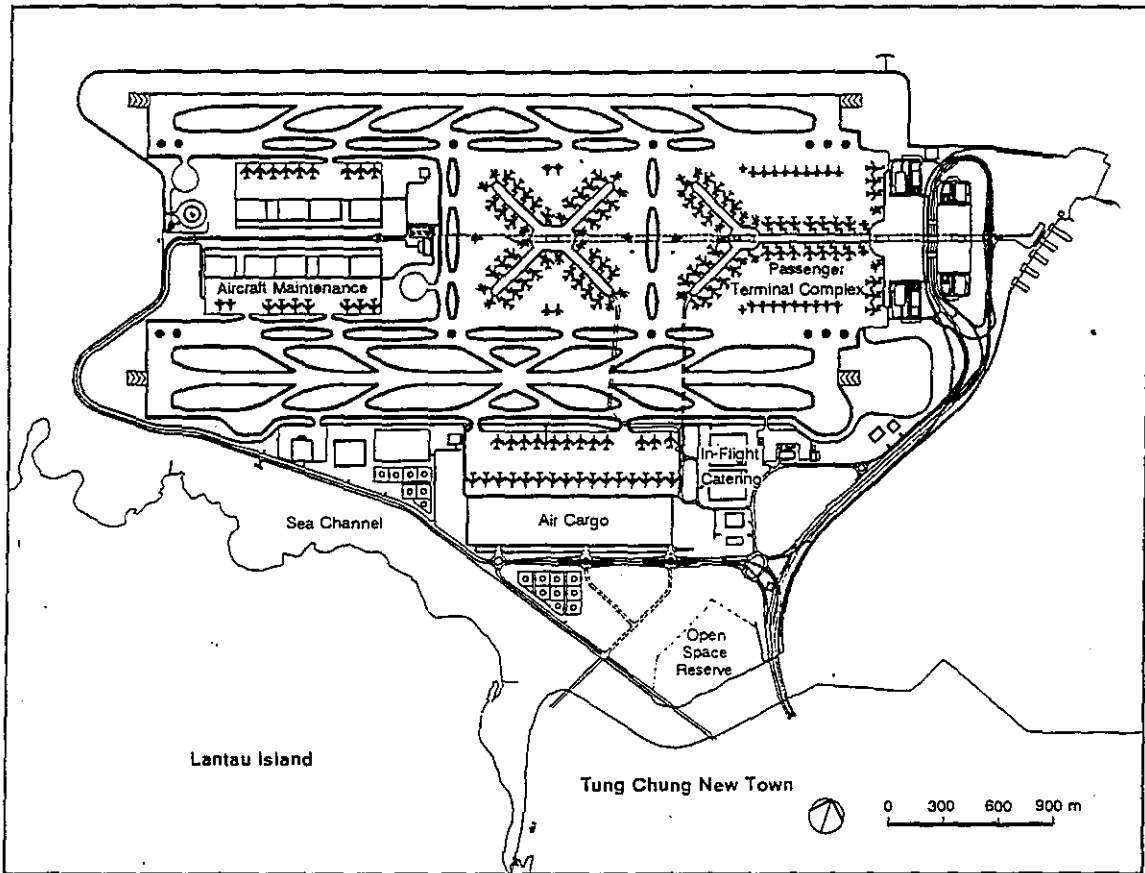 Aircraft Maintenance
Passenger
Terminal Complex
In-Flight
Catering
Sea Channel
Air Cargo
Open
Space
Reserve
Lantau Island
Tung Chung New Town
0 300 600 900 m